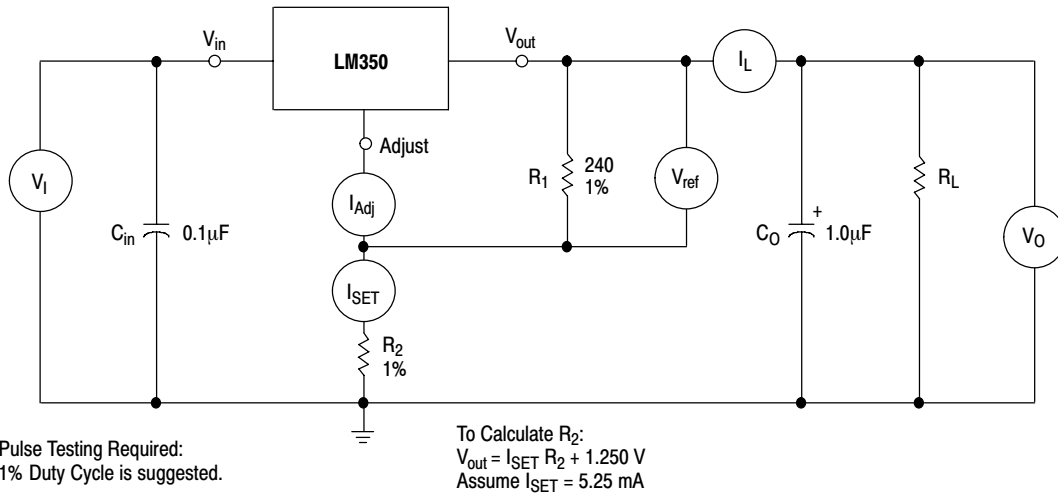 V_in
LM350
V_out
I_L
Adjust
V_I
I_Adj
R_1
240
1%
V_ref
R_L
C_in
0.1μF
C_O
+
1.0μF
V_O
I_SET
R_2
1%
Pulse Testing Required:
1% Duty Cycle is suggested.
To Calculate R_2:
V_out = I_SET R_2 + 1.250 V
Assume I_SET = 5.25 mA